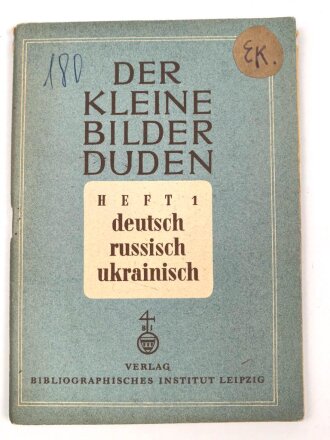 180
EK.
DER
KLEINE
BILDER
DUDEN
HEFT 1
deutsch
russisch
ukrainisch
B I
VERLAG
BIBLIOGRAPHISCHES INSTITUT LEIPZIG